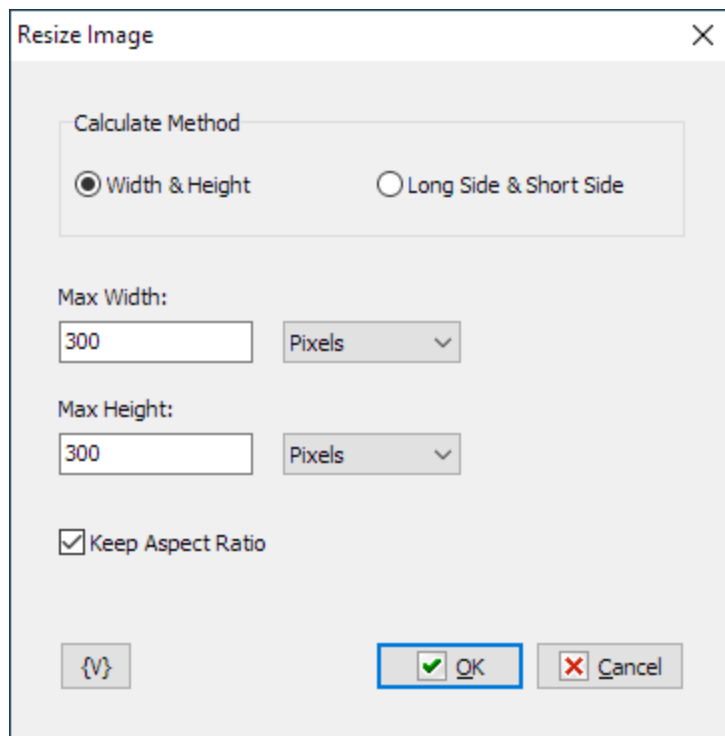 Resize Image
Calculate Method
Width & Height Long Side & Short Side
Max Width:
300 Pixels
Max Height:
300 Pixels
Keep Aspect Ratio
{V} OK Cancel